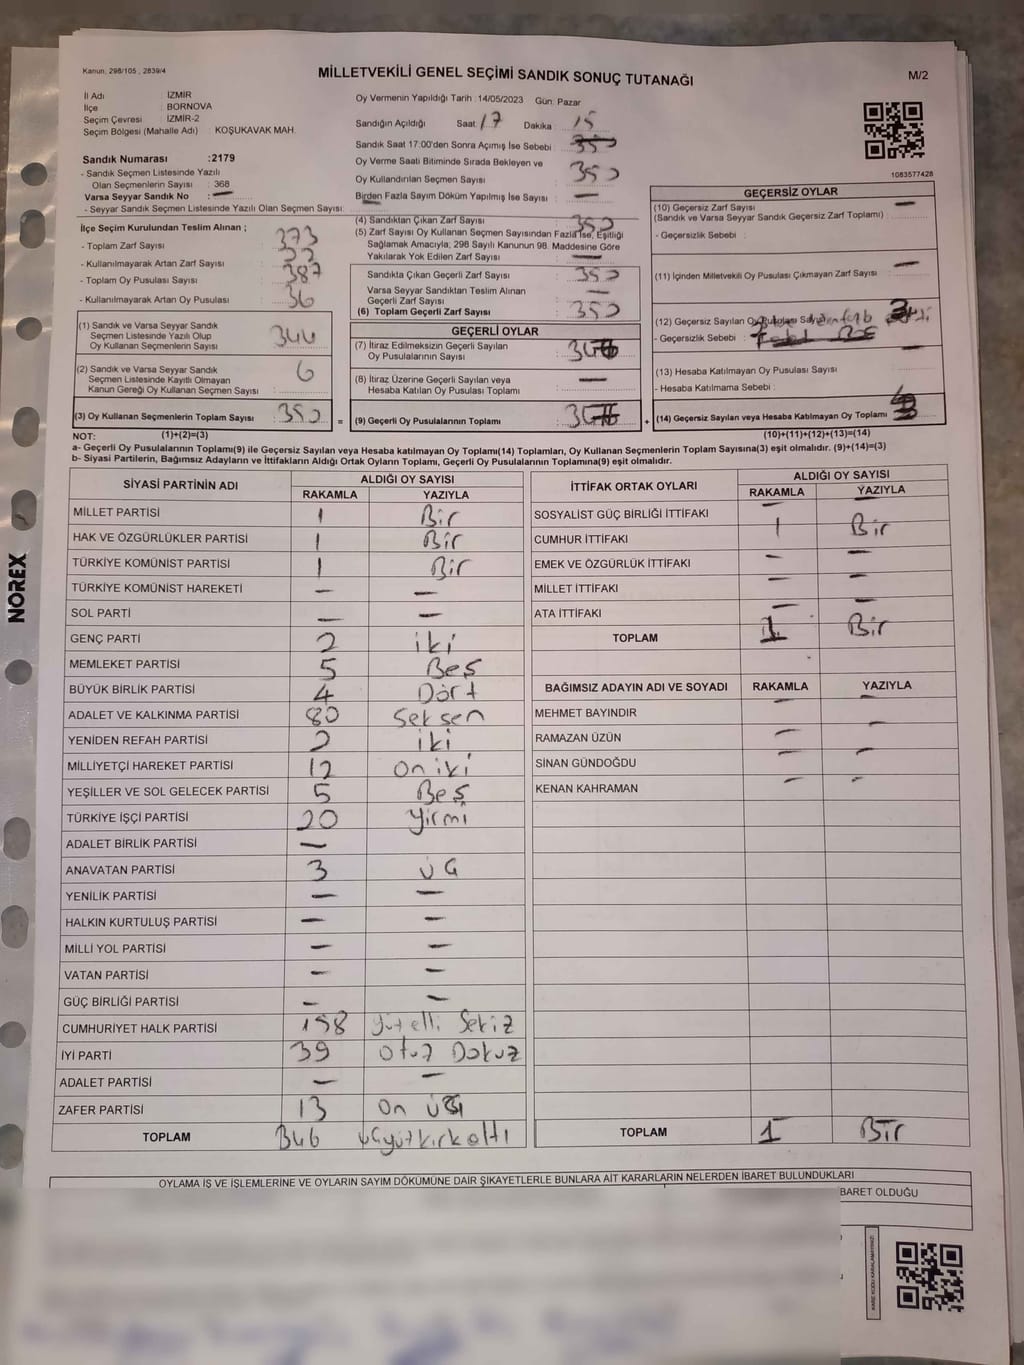 Kanun: 298/105 , 2839/4
MİLLETVEKİLİ GENEL SEÇİMİ SANDIK SONUÇ TUTANAĞI
M/2
İl Adı : İZMİR
İlçe : BORNOVA
Seçim Çevresi : İZMİR-2
Seçim Bölgesi (Mahalle Adı) KOŞUKAVAK MAH.
Sandık Numarası :2179
- Sandık Seçmen Listesinde Yazılı
Olan Seçmenlerin Sayısı : 368
Varsa Seyyar Sandık No : —
- Seyyar Sandık Seçmen Listesinde Yazılı Olan Seçmen Sayısı:
Oy Vermenin Yapıldığı Tarih : 14/05/2023 Gün: Pazar
Sandığın Açıldığı Saat 17 Dakika 15
Sandık Saat 17:00'den Sonra Açımış İse Sebebi :
Oy Verme Saati Bitiminde Sırada Bekleyen ve
Oy Kullandırılan Seçmen Sayısı : 350
Birden Fazla Sayım Döküm Yapılmış İse Sayısı : —
1083577428
İlçe Seçim Kurulundan Teslim Alınan ;
- Toplam Zarf Sayısı : 373
- Kullanılmayarak Artan Zarf Sayısı :
- Toplam Oy Pusulası Sayısı : 387
- Kullanılmayarak Artan Oy Pusulası : 36
(4) Sandıktan Çıkan Zarf Sayısı : 350
(5) Zarf Sayısı Oy Kullanan Seçmen Sayısından Fazla İse, Eşitliği
Sağlamak Amacıyla, 298 Sayılı Kanunun 98. Maddesine Göre
Yakılarak Yok Edilen Zarf Sayısı : —
Sandıkta Çıkan Geçerli Zarf Sayısı : 350
Varsa Seyyar Sandıktan Teslim Alınan
Geçerli Zarf Sayısı : —
(6) Toplam Geçerli Zarf Sayısı : 350
GEÇERSİZ OYLAR
(10) Geçersiz Zarf Sayısı : —
(Sandık ve Varsa Seyyar Sandık Geçersiz Zarf Toplamı)
- Geçersizlik Sebebi :
(11) İçinden Milletvekili Oy Pusulası Çıkmayan Zarf Sayısı : —
(12) Geçersiz Sayılan Oy Pusulası Sayısı
- Geçersizlik Sebebi :
(13) Hesaba Katılmayan Oy Pusulası Sayısı : —
- Hesaba Katılmama Sebebi :
(14) Geçersiz Sayılan veya Hesaba Katılmayan Oy Toplamı
(10)+(11)+(12)+(13)=(14)
(1) Sandık ve Varsa Seyyar Sandık
Seçmen Listesinde Yazılı Olup
Oy Kullanan Seçmenlerin Sayısı : 344
(2) Sandık ve Varsa Seyyar Sandık
Seçmen Listesinde Kayıtlı Olmayan
Kanun Gereği Oy Kullanan Seçmen Sayısı : 6
(3) Oy Kullanan Seçmenlerin Toplam Sayısı : 350 =
GEÇERLİ OYLAR
(7) İtiraz Edilmeksizin Geçerli Sayılan
Oy Pusulalarının Sayısı :
(8) İtiraz Üzerine Geçerli Sayılan veya
Hesaba Katılan Oy Pusulası Toplamı : —
(9) Geçerli Oy Pusulalarının Toplamı : +
NOT: (1)+(2)=(3)
a- Geçerli Oy Pusulalarının Toplamı(9) ile Geçersiz Sayılan veya Hesaba katılmayan Oy Toplamı(14) Toplamları, Oy Kullanan Seçmenlerin Toplam Sayısına(3) eşit olmalıdır. (9)+(14)=(3)
b- Siyasi Partilerin, Bağımsız Adayların ve İttifakların Aldığı Ortak Oyların Toplamı, Geçerli Oy Pusulalarının Toplamına(9) eşit olmalıdır.
SİYASİ PARTİNİN ADI ALDIĞI OY SAYISI
RAKAMLA YAZIYLA
MİLLET PARTİSİ 1 Bir
HAK VE ÖZGÜRLÜKLER PARTİSİ 1 Bir
TÜRKİYE KOMÜNİST PARTİSİ 1 Bir
TÜRKİYE KOMÜNİST HAREKETİ — —
SOL PARTİ — —
GENÇ PARTİ 2 iki
MEMLEKET PARTİSİ 5 Beş
BÜYÜK BİRLİK PARTİSİ 4 Dört
ADALET VE KALKINMA PARTİSİ 80 Seksen
YENİDEN REFAH PARTİSİ 2 iki
MİLLİYETÇİ HAREKET PARTİSİ 12 on iki
YEŞİLLER VE SOL GELECEK PARTİSİ 5 Beş
TÜRKİYE İŞÇİ PARTİSİ 20 Yirmi
ADALET BİRLİK PARTİSİ —
ANAVATAN PARTİSİ 3 üç
YENİLİK PARTİSİ — —
HALKIN KURTULUŞ PARTİSİ — —
MİLLİ YOL PARTİSİ — —
VATAN PARTİSİ — —
GÜÇ BİRLİĞİ PARTİSİ — —
CUMHURİYET HALK PARTİSİ 158 yüzelli Sekiz
İYİ PARTİ 39 otuz Dokuz
ADALET PARTİSİ — —
ZAFER PARTİSİ 13 On üç
TOPLAM 346 üçyüzkırkaltı
İTTİFAK ORTAK OYLARI ALDIĞI OY SAYISI
RAKAMLA YAZIYLA
SOSYALİST GÜÇ BİRLİĞİ İTTİFAKI — —
CUMHUR İTTİFAKI 1 Bir
EMEK VE ÖZGÜRLÜK İTTİFAKI — —
MİLLET İTTİFAKI — —
ATA İTTİFAKI — —
TOPLAM 1 Bir
BAĞIMSIZ ADAYIN ADI VE SOYADI RAKAMLA YAZIYLA
MEHMET BAYINDIR —
RAMAZAN ÜZÜN — —
SİNAN GÜNDOĞDU — —
KENAN KAHRAMAN — —
TOPLAM 1 Bir
OYLAMA İŞ VE İŞLEMLERİNE VE OYLARIN SAYIM DÖKÜMÜNE DAİR ŞİKAYETLERLE BUNLARA AİT KARARLARIN NELERDEN İBARET BULUNDUKLARI
BARET OLDUĞU
KARE KODU KARALAMAYINIZ!
NOREX